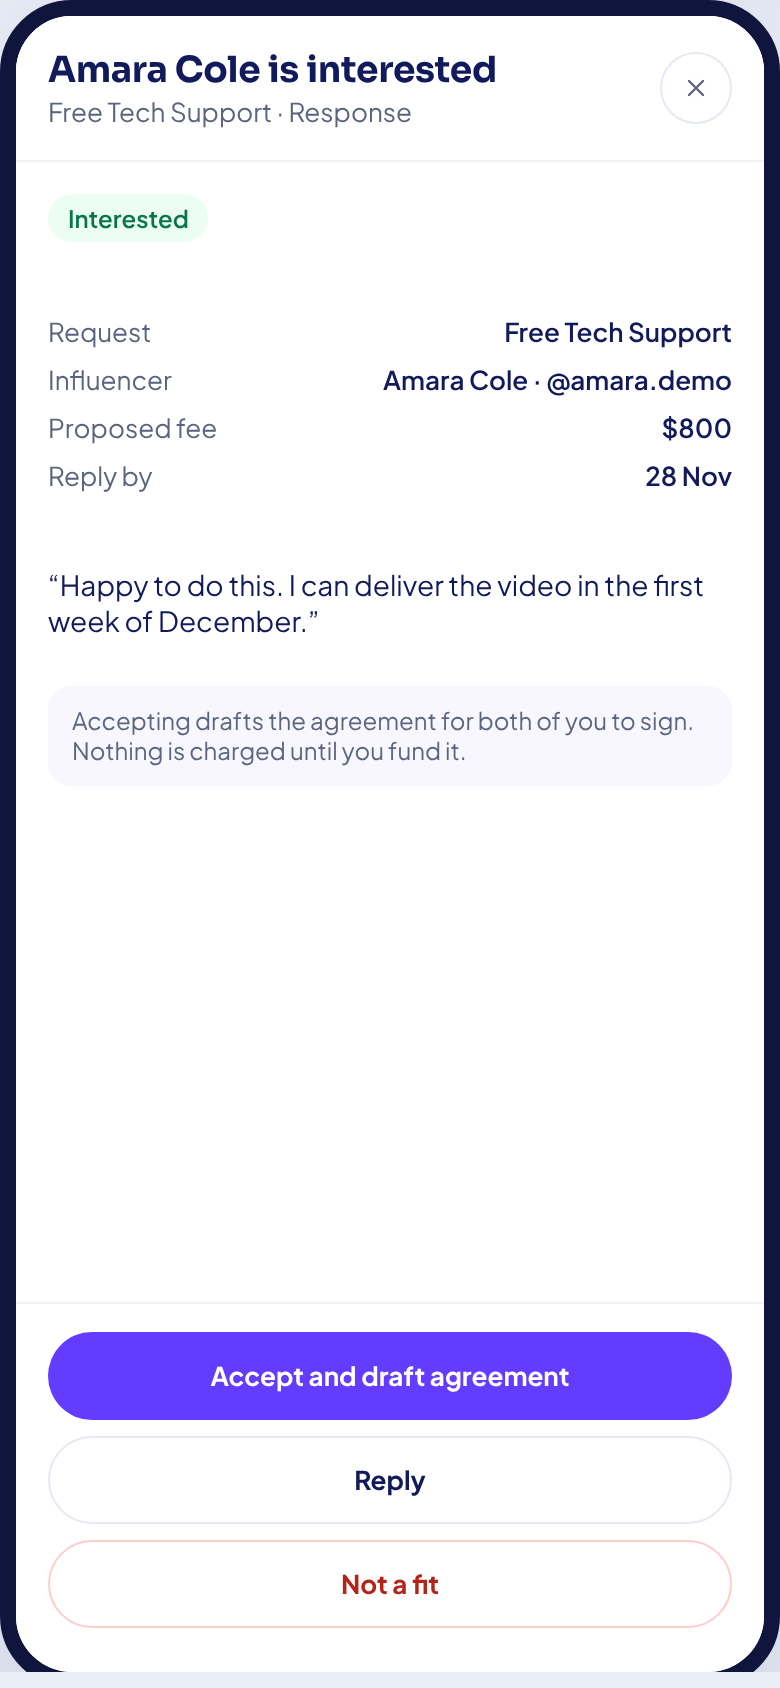 Amara Cole is interested
Free Tech Support · Response
Interested
Request Free Tech Support
Influencer Amara Cole · @amara.demo
Proposed fee $800
Reply by 28 Nov
“Happy to do this. I can deliver the video in the first
week of December.”
Accepting drafts the agreement for both of you to sign.
Nothing is charged until you fund it.
Accept and draft agreement
Reply
Not a fit